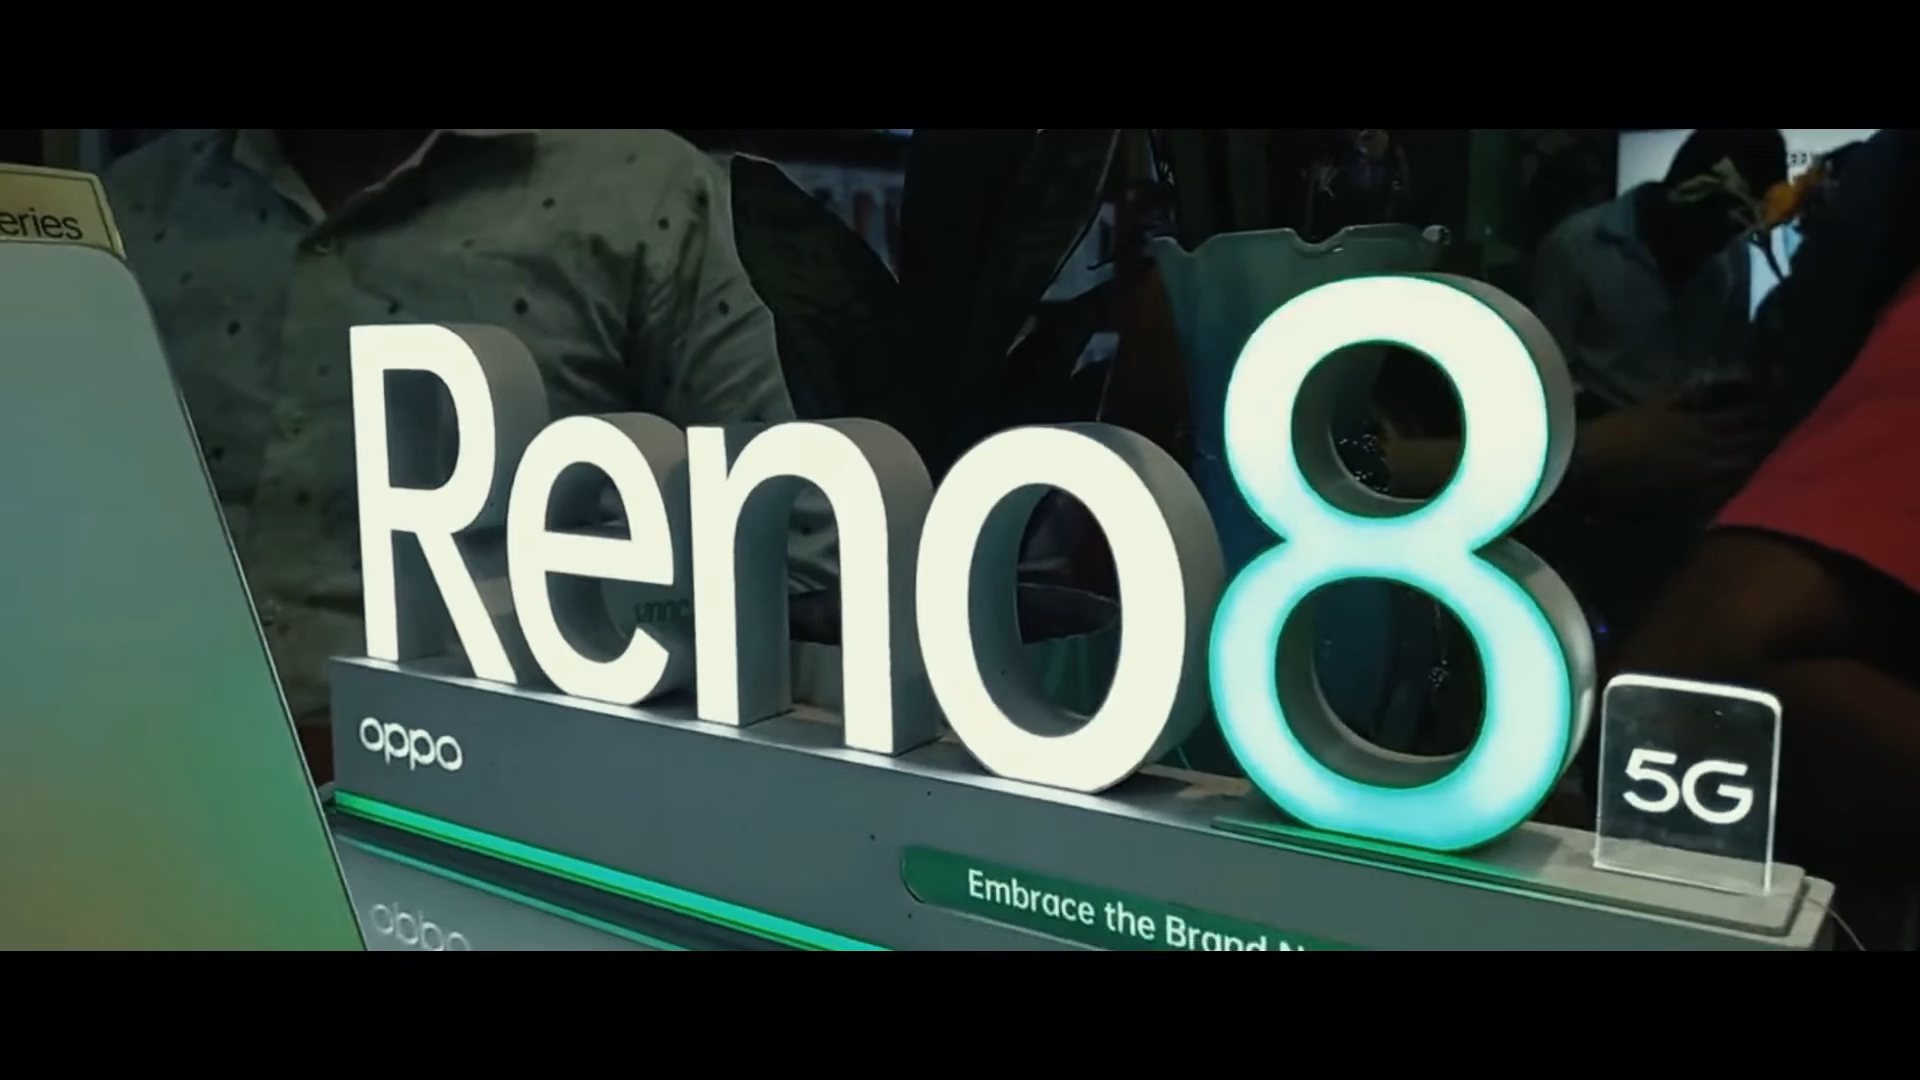 eries
Reno8
5G
oppo
Embrace the Brand